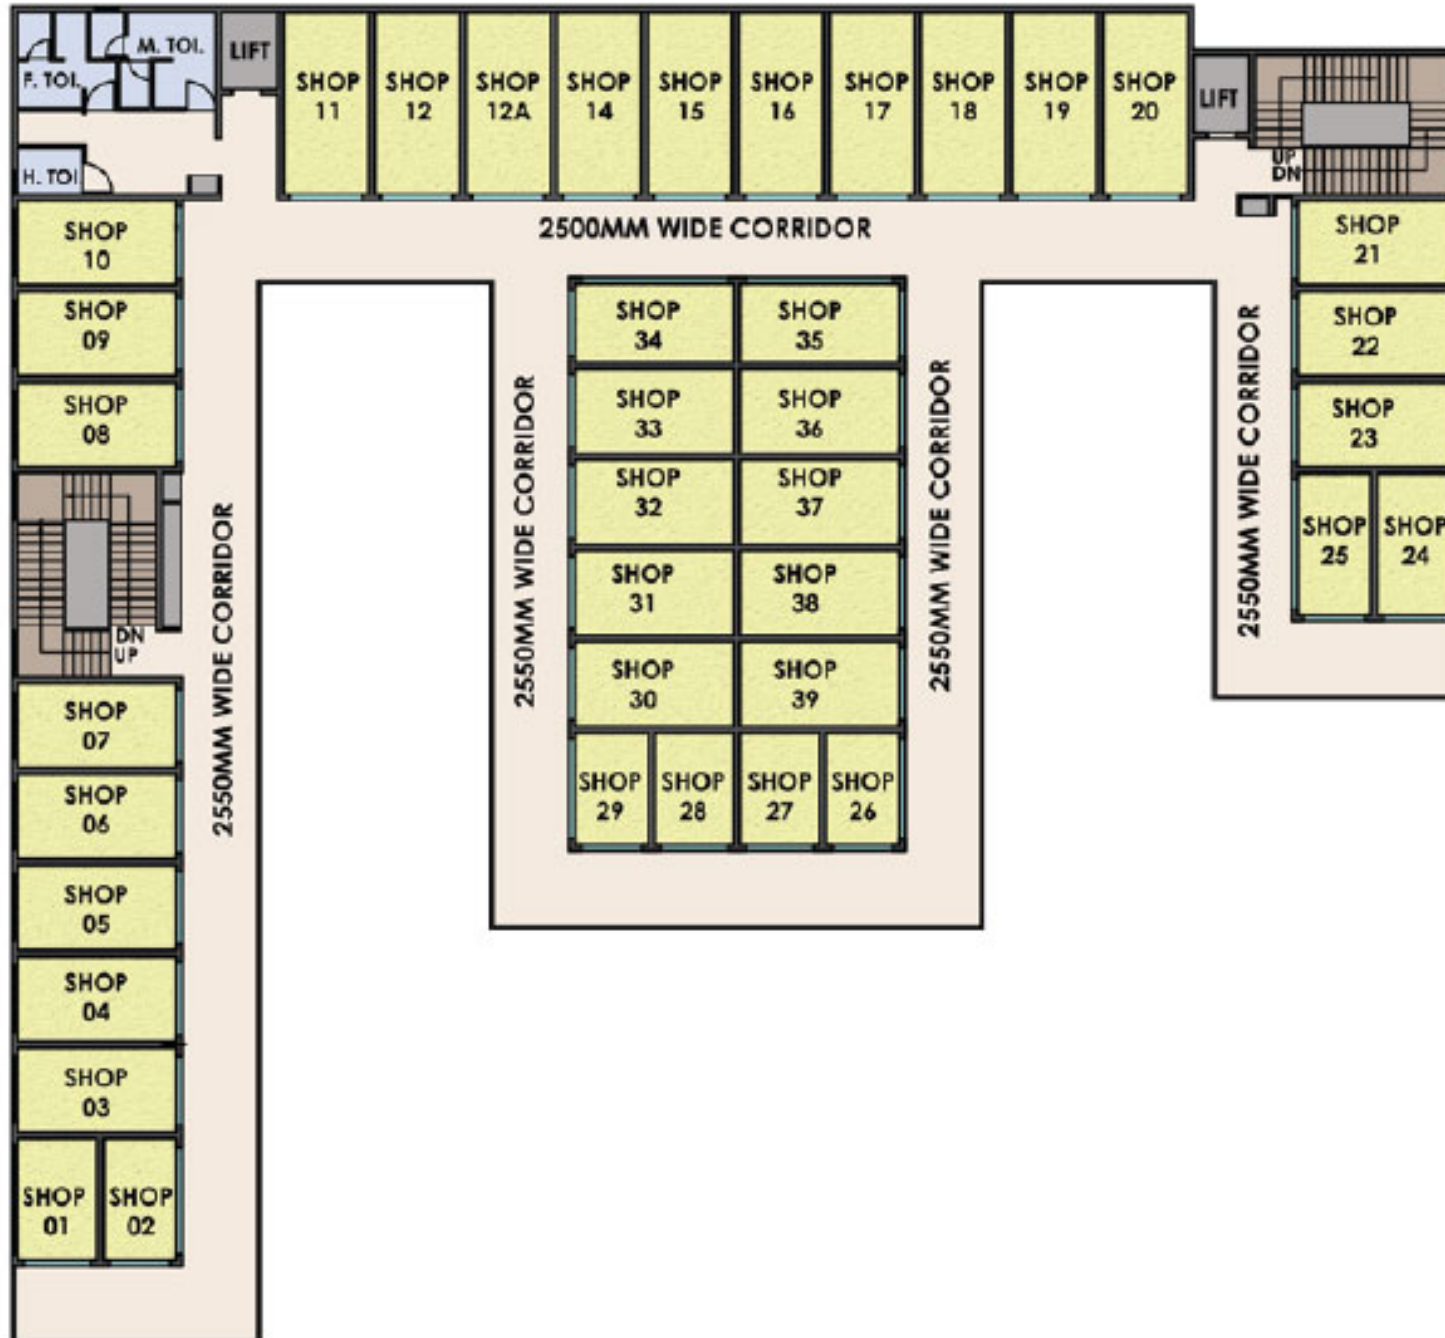 M. TOI.
F. TOI.
H. TOI
LIFT
SHOP
11
SHOP
12
SHOP
12A
SHOP
14
SHOP
15
SHOP
16
SHOP
17
SHOP
18
SHOP
19
SHOP
20
LIFT
UP
DN
2500MM WIDE CORRIDOR
SHOP
10
SHOP
09
SHOP
08
DN
UP
SHOP
07
SHOP
06
SHOP
05
SHOP
04
SHOP
03
SHOP
01
SHOP
02
2550MM WIDE CORRIDOR
2550MM WIDE CORRIDOR
SHOP
34
SHOP
35
SHOP
33
SHOP
36
SHOP
32
SHOP
37
SHOP
31
SHOP
38
SHOP
30
SHOP
39
SHOP
29
SHOP
28
SHOP
27
SHOP
26
2550MM WIDE CORRIDOR
2550MM WIDE CORRIDOR
SHOP
21
SHOP
22
SHOP
23
SHOP
25
SHOP
24